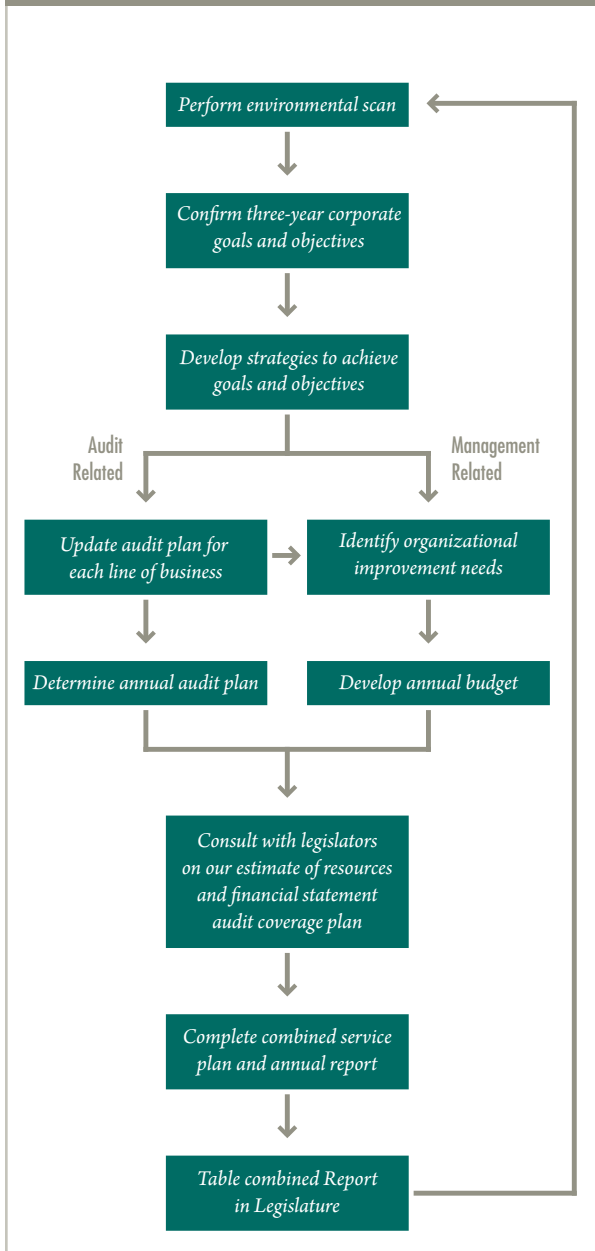 Perform environmental scan
Confirm three-year corporate
goals and objectives
Develop strategies to achieve
goals and objectives
Audit
Related
Management
Related
Update audit plan for
each line of business
Identify organizational
improvement needs
Determine annual audit plan
Develop annual budget
Consult with legislators
on our estimate of resources
and financial statement
audit coverage plan
Complete combined service
plan and annual report
Table combined Report
in Legislature